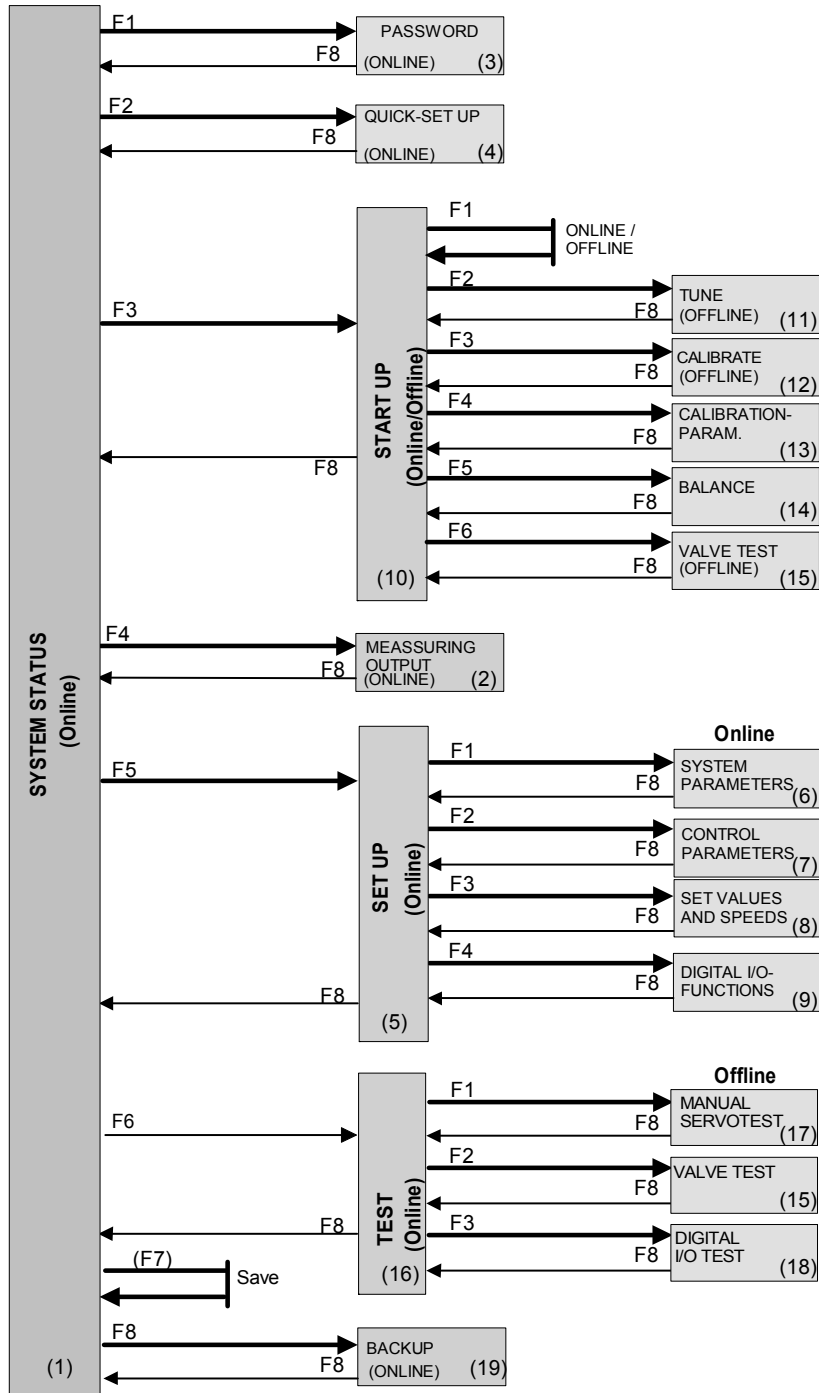 F1
PASSWORD
F8
(ONLINE) (3)
F2
QUICK-SET UP
F8
(ONLINE) (4)
F1
ONLINE /
OFFLINE
F2
TUNE
(OFFLINE)
F8
(11)
F3
F3
CALIBRATE
(OFFLINE)
F8
(12)
F4
CALIBRATION-
PARAM.
F8
(13)
F8
F5
BALANCE
F8
(14)
F6
VALVE TEST
(OFFLINE)
F8
(15)
START UP
(Online/Offline)
(10)
F4
MEASSURING
OUTPUT
F8
(ONLINE) (2)
SYSTEM STATUS
(Online)
Online
F1
SYSTEM
PARAMETERS
F8
(6)
F5
F2
CONTROL
PARAMETERS
F8
(7)
F3
SET VALUES
AND SPEEDS
F8
(8)
F4
DIGITAL I/O-
FUNCTIONS
F8
(9)
SET UP
(Online)
F8
(5)
Offline
F1
MANUAL
SERVOTEST
F8
(17)
F6
F2
VALVE TEST
F8
(15)
F8
F3
DIGITAL
I/O TEST
F8
(18)
TEST
(Online)
(16)
(F7)
Save
F8
BACKUP
F8
(ONLINE) (19)
(1)